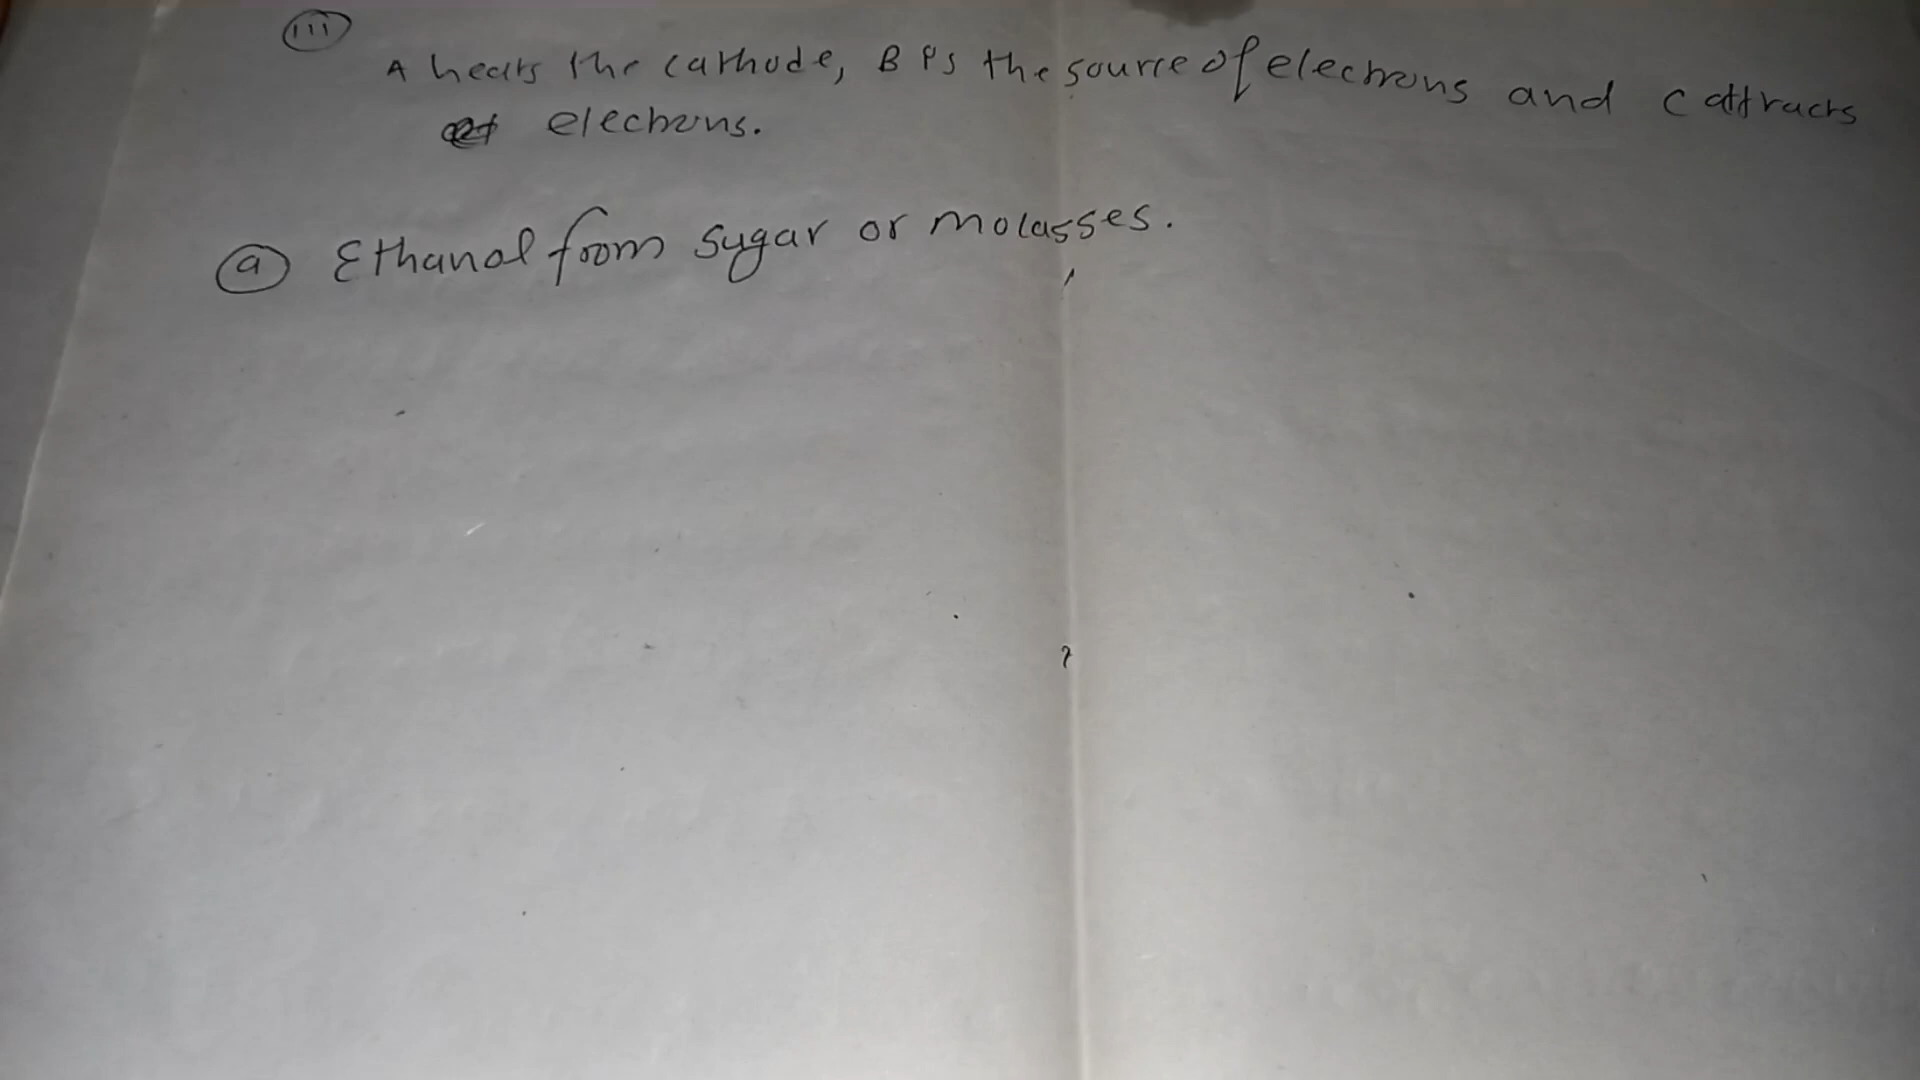 (iii)
A heats the cathode, B is the source of electrons and C attracts
electrons.
(a) Ethanol from sugar or molasses.